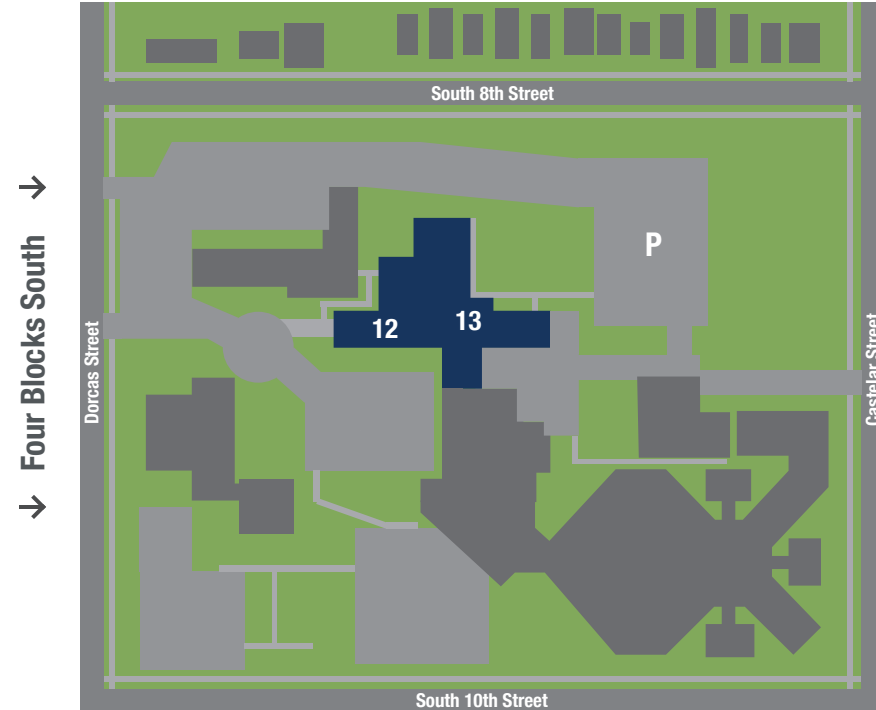 South 8th Street
→
Four Blocks South
→
P
12
13
Dorcas Street
Castelar Street
South 10th Street